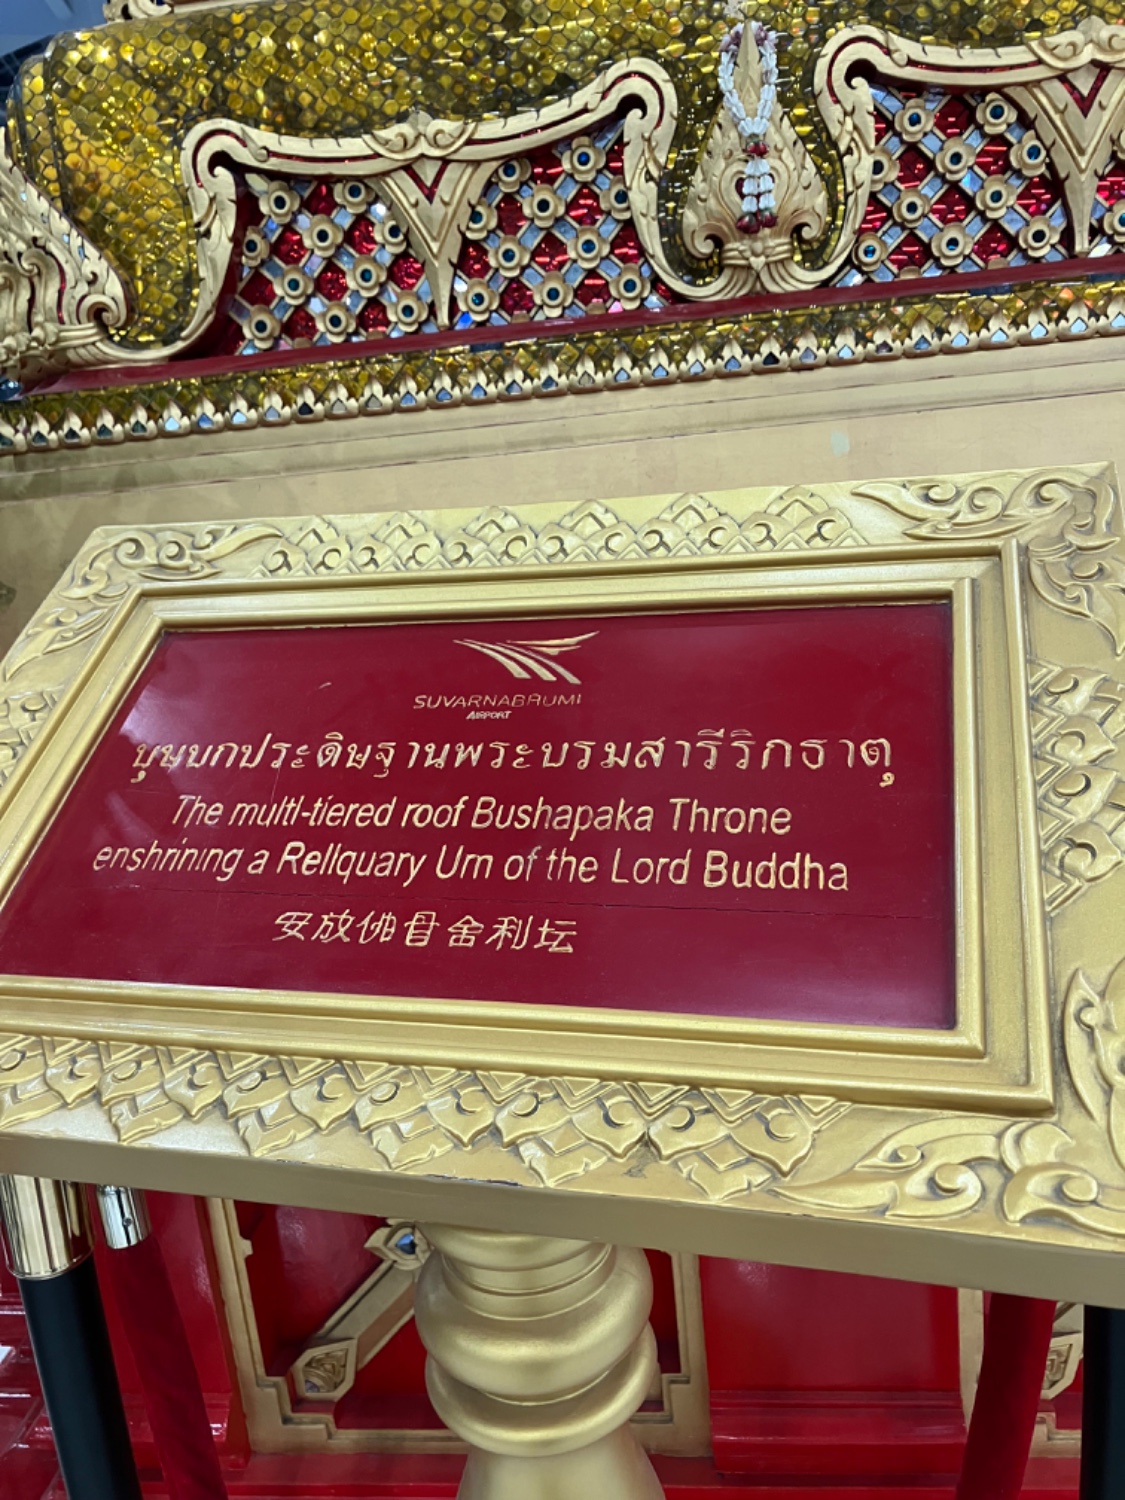 SUVARNABHUMI
AIRPORT
บุษบกประดิษฐานพระบรมสารีริกธาตุ
The multi-tiered roof Bushapaka Throne
enshrining a Reliquary Urn of the Lord Buddha
安放佛骨舍利坛